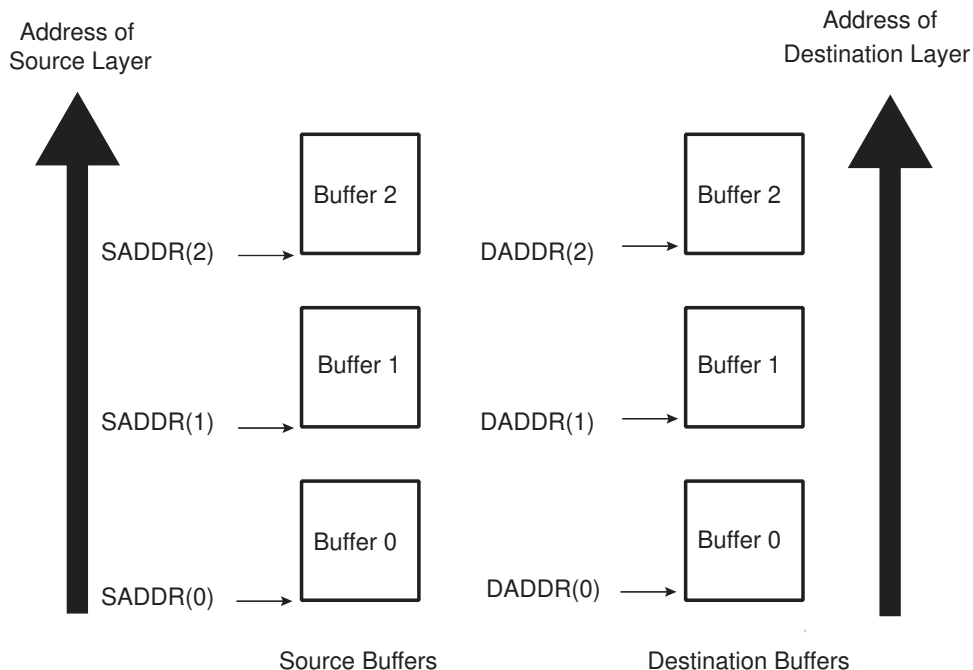 Address of
Source Layer
Address of
Destination Layer
Buffer 2
Buffer 2
SADDR(2)
DADDR(2)
Buffer 1
Buffer 1
SADDR(1)
DADDR(1)
Buffer 0
Buffer 0
SADDR(0)
DADDR(0)
Source Buffers
Destination Buffers